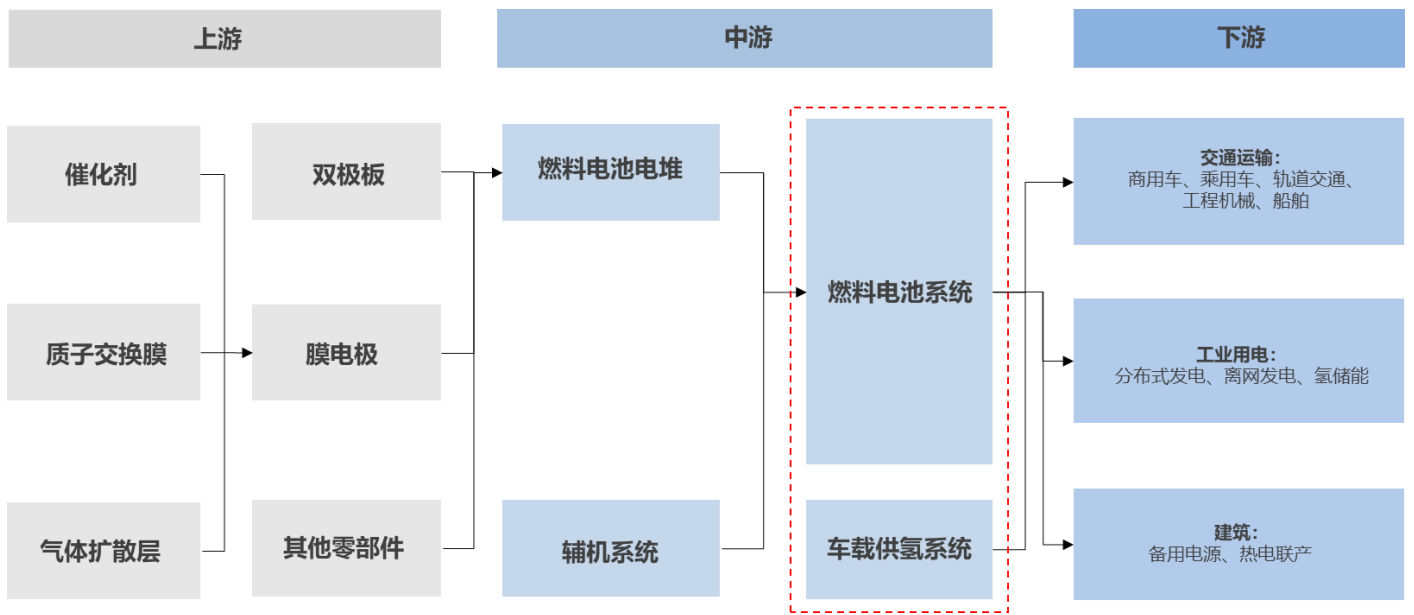 上游
中游
下游
催化剂
双极板
燃料电池电堆
交通运输：
商用车、乘用车、轨道交通、
工程机械、船舶
质子交换膜
膜电极
燃料电池系统
工业用电：
分布式发电、离网发电、氢储能
气体扩散层
其他零部件
辅机系统
车载供氢系统
建筑：
备用电源、热电联产